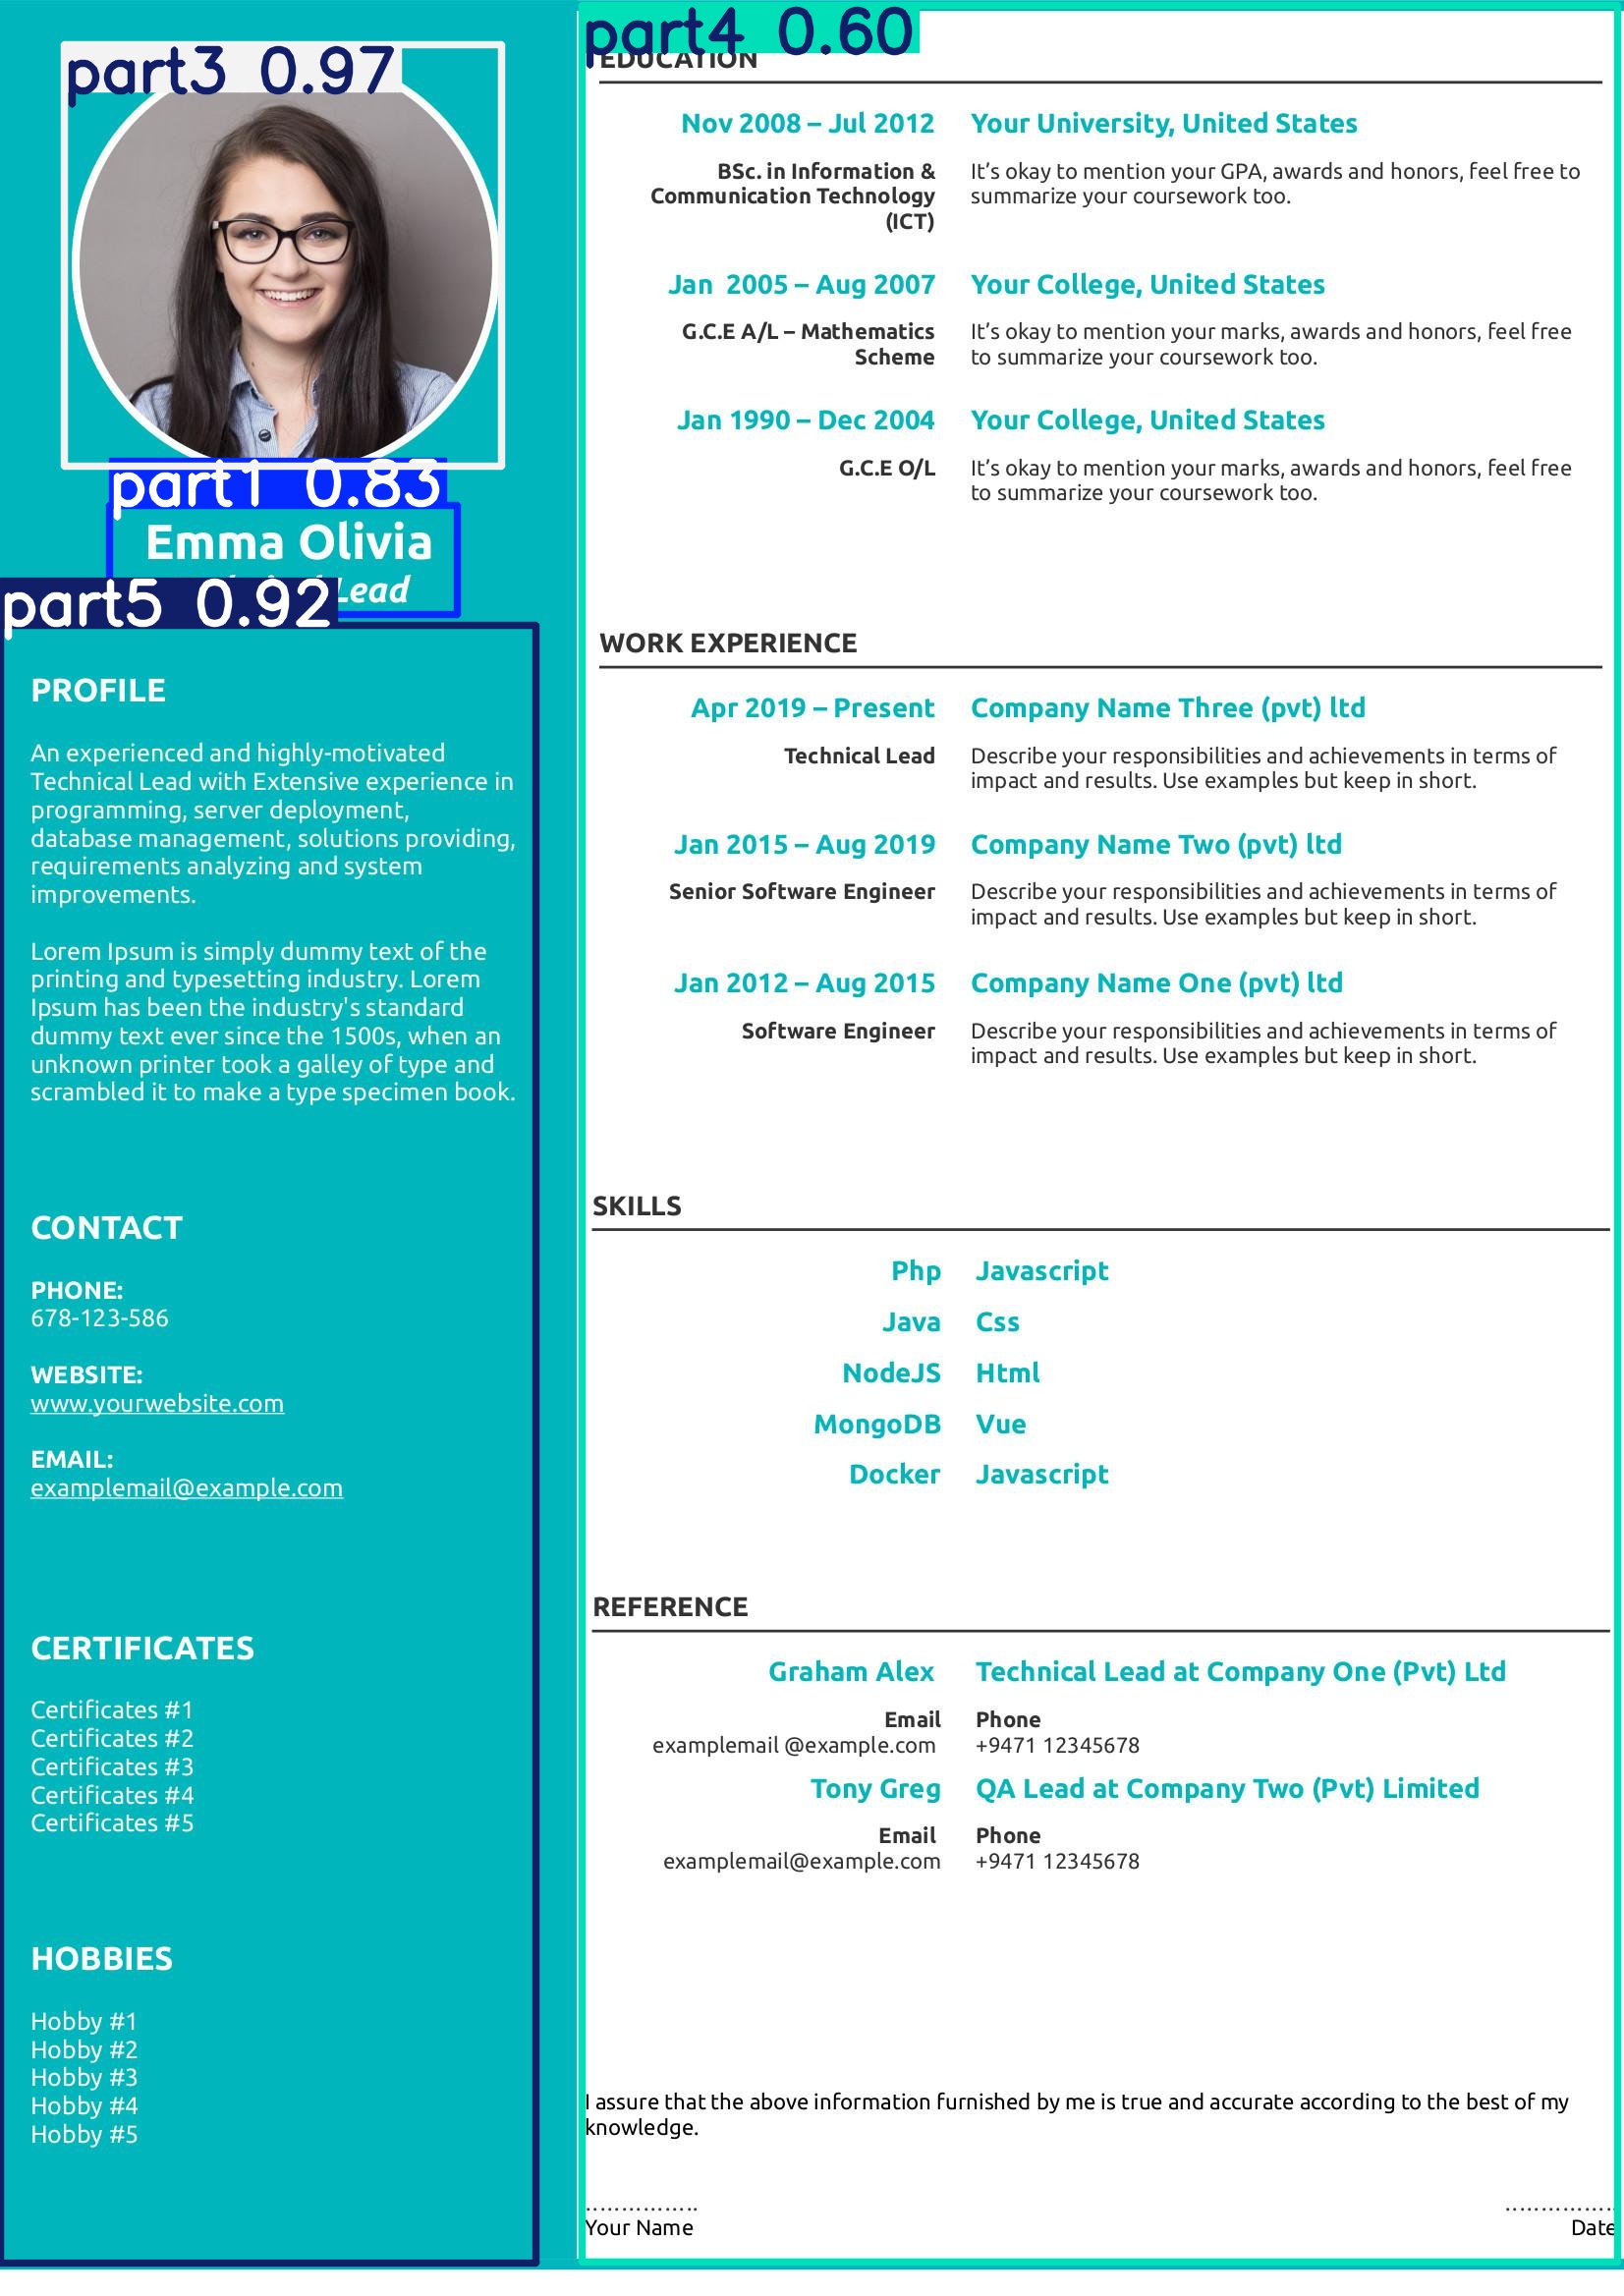 part3 0.97
part1 0.83
Emma Olivia
Lead
part5 0.92
PROFILE
An experienced and highly-motivated
Technical Lead with Extensive experience in
programming, server deployment,
database management, solutions providing,
requirements analyzing and system
improvements.
Lorem Ipsum is simply dummy text of the
printing and typesetting industry. Lorem
Ipsum has been the industry's standard
dummy text ever since the 1500s, when an
unknown printer took a galley of type and
scrambled it to make a type specimen book.
CONTACT
PHONE:
678-123-586
WEBSITE:
www.yourwebsite.com
EMAIL:
examplemail@example.com
CERTIFICATES
Certificates #1
Certificates #2
Certificates #3
Certificates #4
Certificates #5
HOBBIES
Hobby #1
Hobby #2
Hobby #3
Hobby #4
Hobby #5
part4 0.60
EDUCATION
Nov 2008 – Jul 2012 Your University, United States
BSc. in Information & It’s okay to mention your GPA, awards and honors, feel free to
Communication Technology summarize your coursework too.
(ICT)
Jan 2005 – Aug 2007 Your College, United States
G.C.E A/L – Mathematics It’s okay to mention your marks, awards and honors, feel free
Scheme to summarize your coursework too.
Jan 1990 – Dec 2004 Your College, United States
G.C.E O/L It’s okay to mention your marks, awards and honors, feel free
to summarize your coursework too.
WORK EXPERIENCE
Apr 2019 – Present Company Name Three (pvt) ltd
Technical Lead Describe your responsibilities and achievements in terms of
impact and results. Use examples but keep in short.
Jan 2015 – Aug 2019 Company Name Two (pvt) ltd
Senior Software Engineer Describe your responsibilities and achievements in terms of
impact and results. Use examples but keep in short.
Jan 2012 – Aug 2015 Company Name One (pvt) ltd
Software Engineer Describe your responsibilities and achievements in terms of
impact and results. Use examples but keep in short.
SKILLS
Php Javascript
Java Css
NodeJS Html
MongoDB Vue
Docker Javascript
REFERENCE
Graham Alex Technical Lead at Company One (Pvt) Ltd
Email Phone
examplemail @example.com +9471 12345678
Tony Greg QA Lead at Company Two (Pvt) Limited
Email Phone
examplemail@example.com +9471 12345678
I assure that the above information furnished by me is true and accurate according to the best of my
knowledge.
…………….. ……………..
Your Name Date